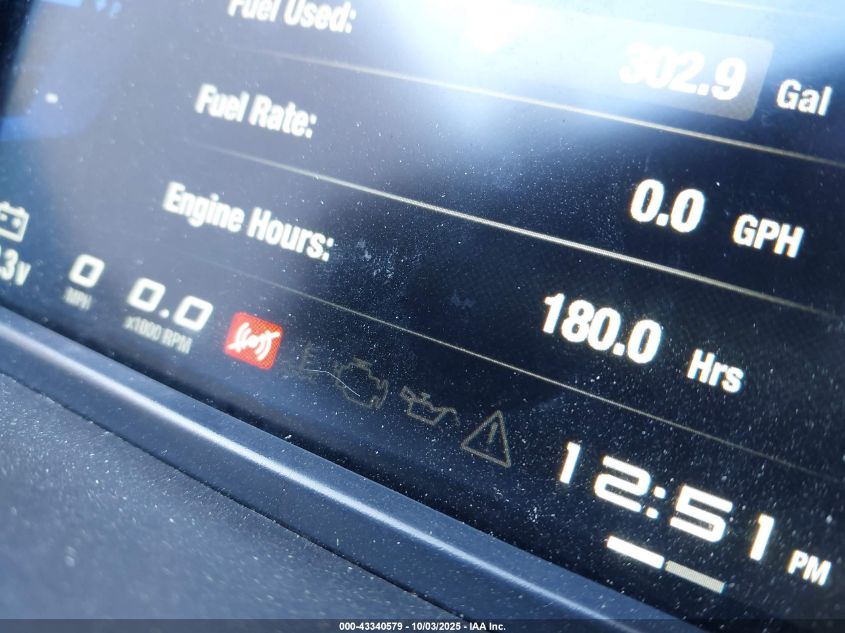 Fuel Used:
302.9 Gal
Fuel Rate:
0.0 GPH
Engine Hours:
180.0 Hrs
0
MPH
0.0
x1000 RPM
12:51 PM
000-43340579 - 10/03/2025 - IAA Inc.